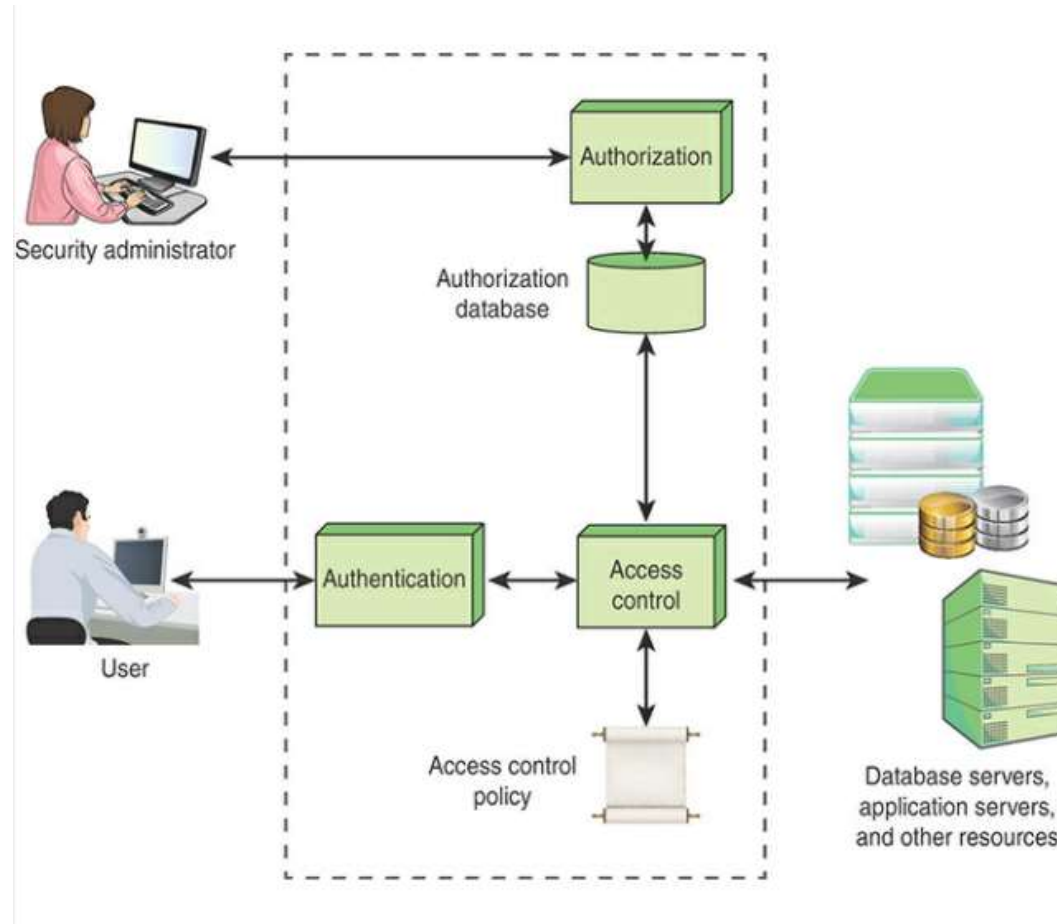 Authorization
Security administrator
Authorization
database
Authentication
Access
control
User
Access control
policy
Database servers,
application servers,
and other resources